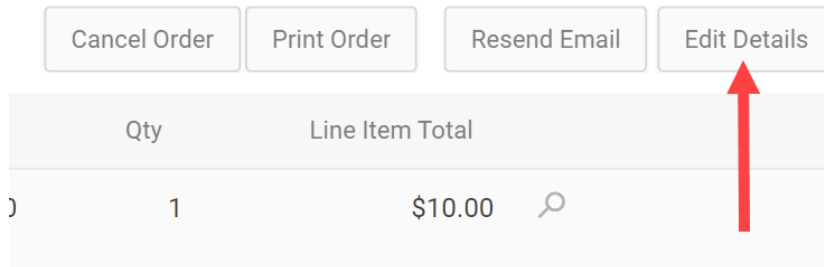 Cancel Order Print Order Resend Email Edit Details
Qty Line Item Total
1 $10.00